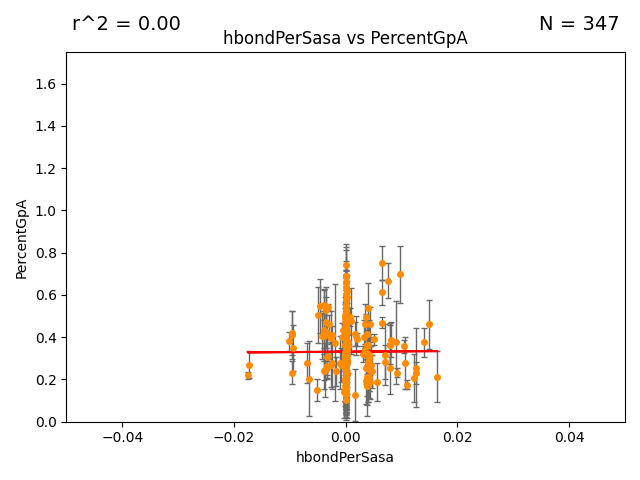 r^2 = 0.00
N = 347
hbondPerSasa vs PercentGpA
1.6
1.4
1.2
1.0
0.8
0.6
0.4
0.2
0.0
PercentGpA
−0.04
−0.02
0.00
0.02
0.04
hbondPerSasa